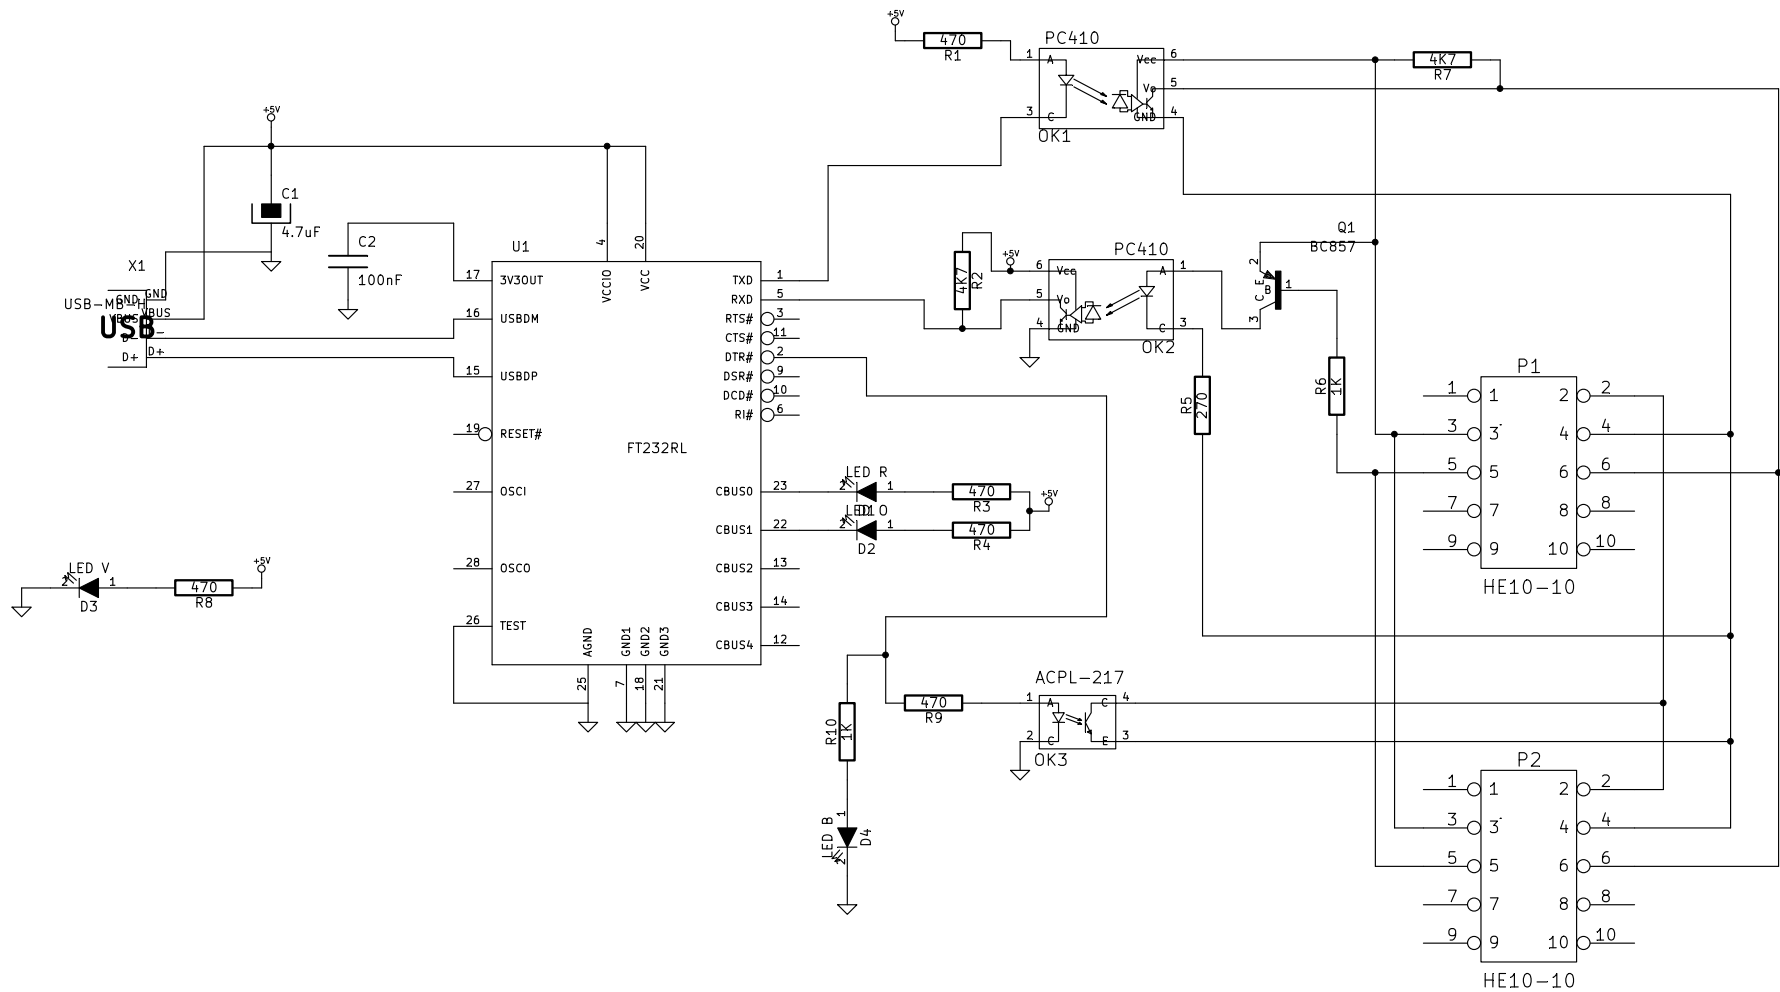 +5V
470
R1
PC410
1
A
Vcc
6
Vo
5
3
C
GND
4
OK1
4K7
R7
+5V
C1
4.7uF
C2
100nF
X1
USB-MB-H
GND
GND
VBUS
VBUS
USB
D-
D-
D+
D+
U1
FT232RL
4
VCCIO
20
VCC
17
3V3OUT
16
USBDM
15
USBDP
19
RESET#
27
OSCI
28
OSCO
26
TEST
25
AGND
7
GND1
18
GND2
21
GND3
TXD
1
RXD
5
RTS#
3
CTS#
11
DTR#
2
DSR#
9
DCD#
10
RI#
6
CBUS0
23
CBUS1
22
CBUS2
13
CBUS3
14
CBUS4
12
4K7
R2
+5V
PC410
6
Vcc
A
1
5
Vo
4
GND
C
3
OK2
Q1
BC857
2
E
B
1
C
3
R5
270
R6
1K
LED R
2
1
D1
470
R3
+5V
LED O
2
1
D2
470
R4
LED V
2
1
D3
470
R8
+5V
R10
1K
LED B
1
2
D4
470
R9
ACPL-217
1
A
C
4
2
C
E
3
OK3
P1
1
1
2
2
3
3
4
4
5
5
6
6
7
7
8
8
9
9
10
10
HE10-10
P2
1
1
2
2
3
3
4
4
5
5
6
6
7
7
8
8
9
9
10
10
HE10-10